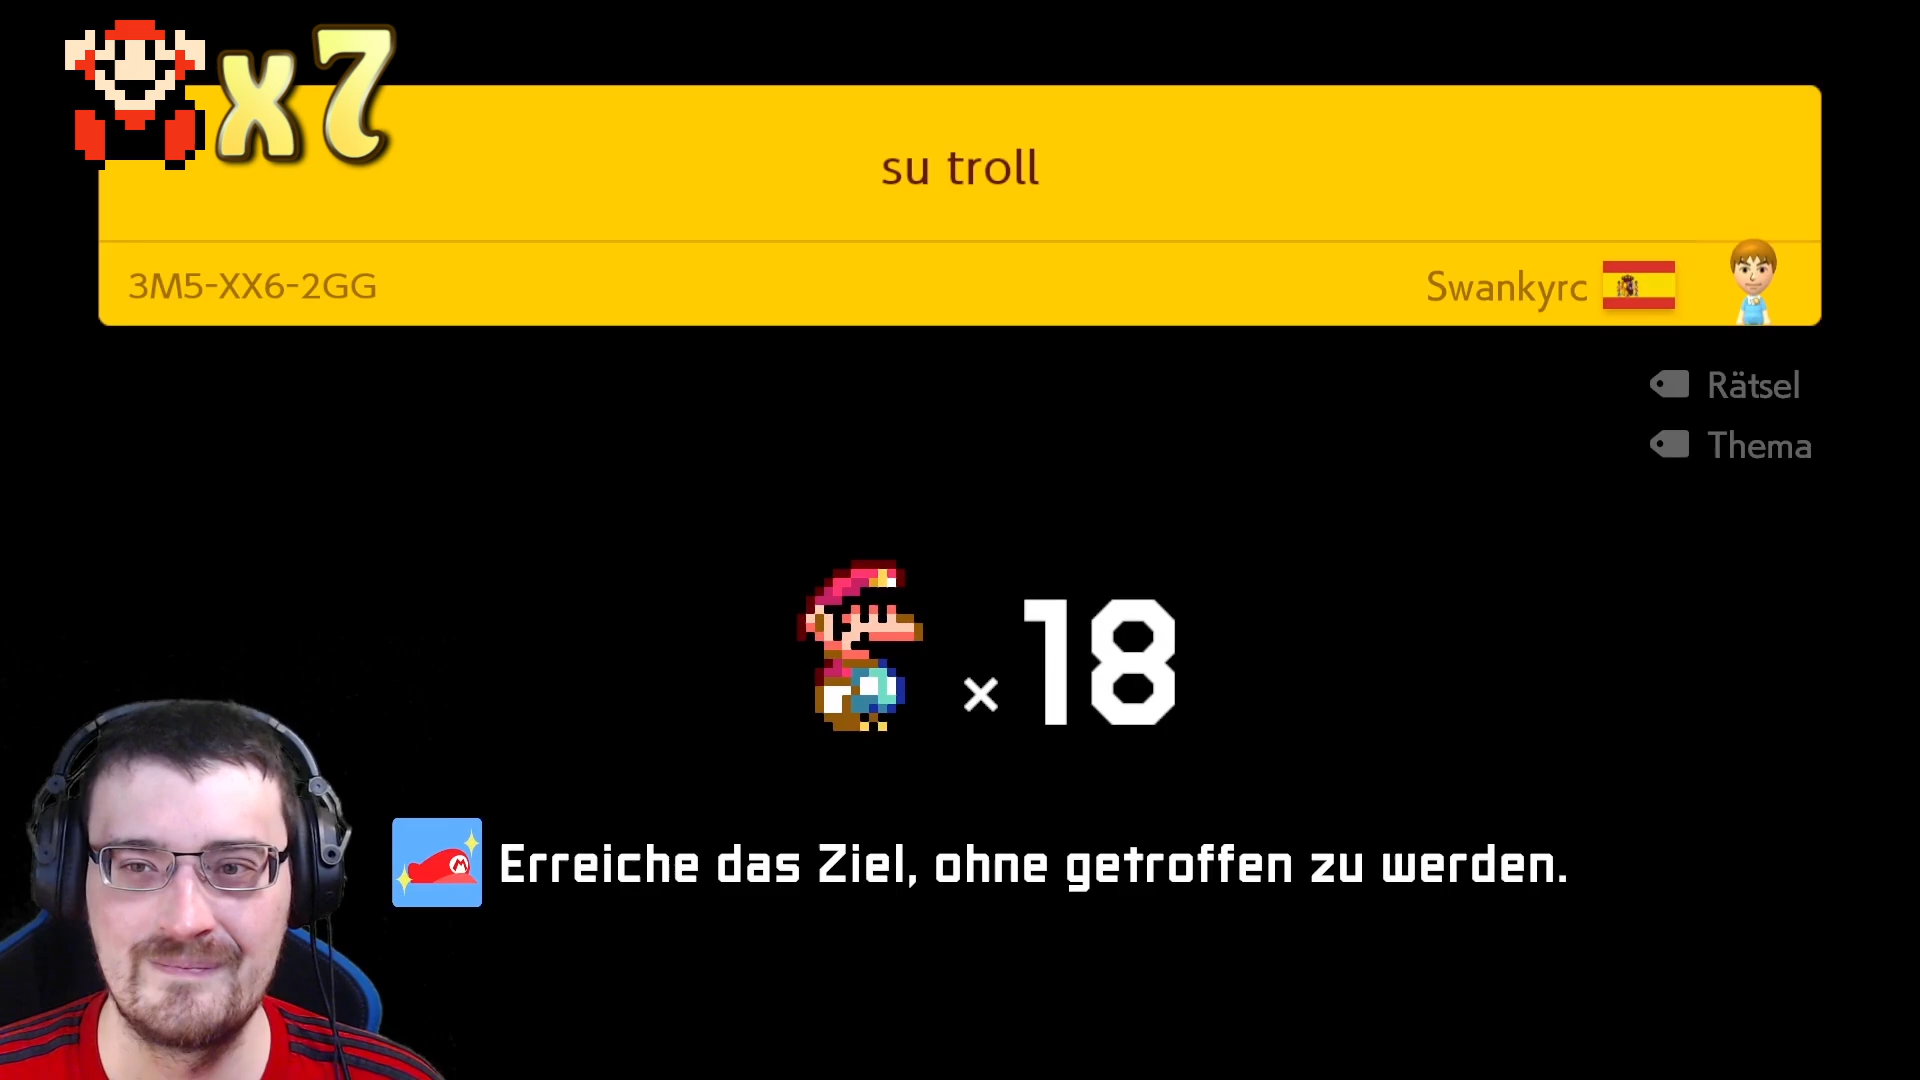 x7
su troll
3M5-XX6-2GG
Swankyrc
Rätsel
Thema
×18
M
Erreiche das Ziel, ohne getroffen zu werden.